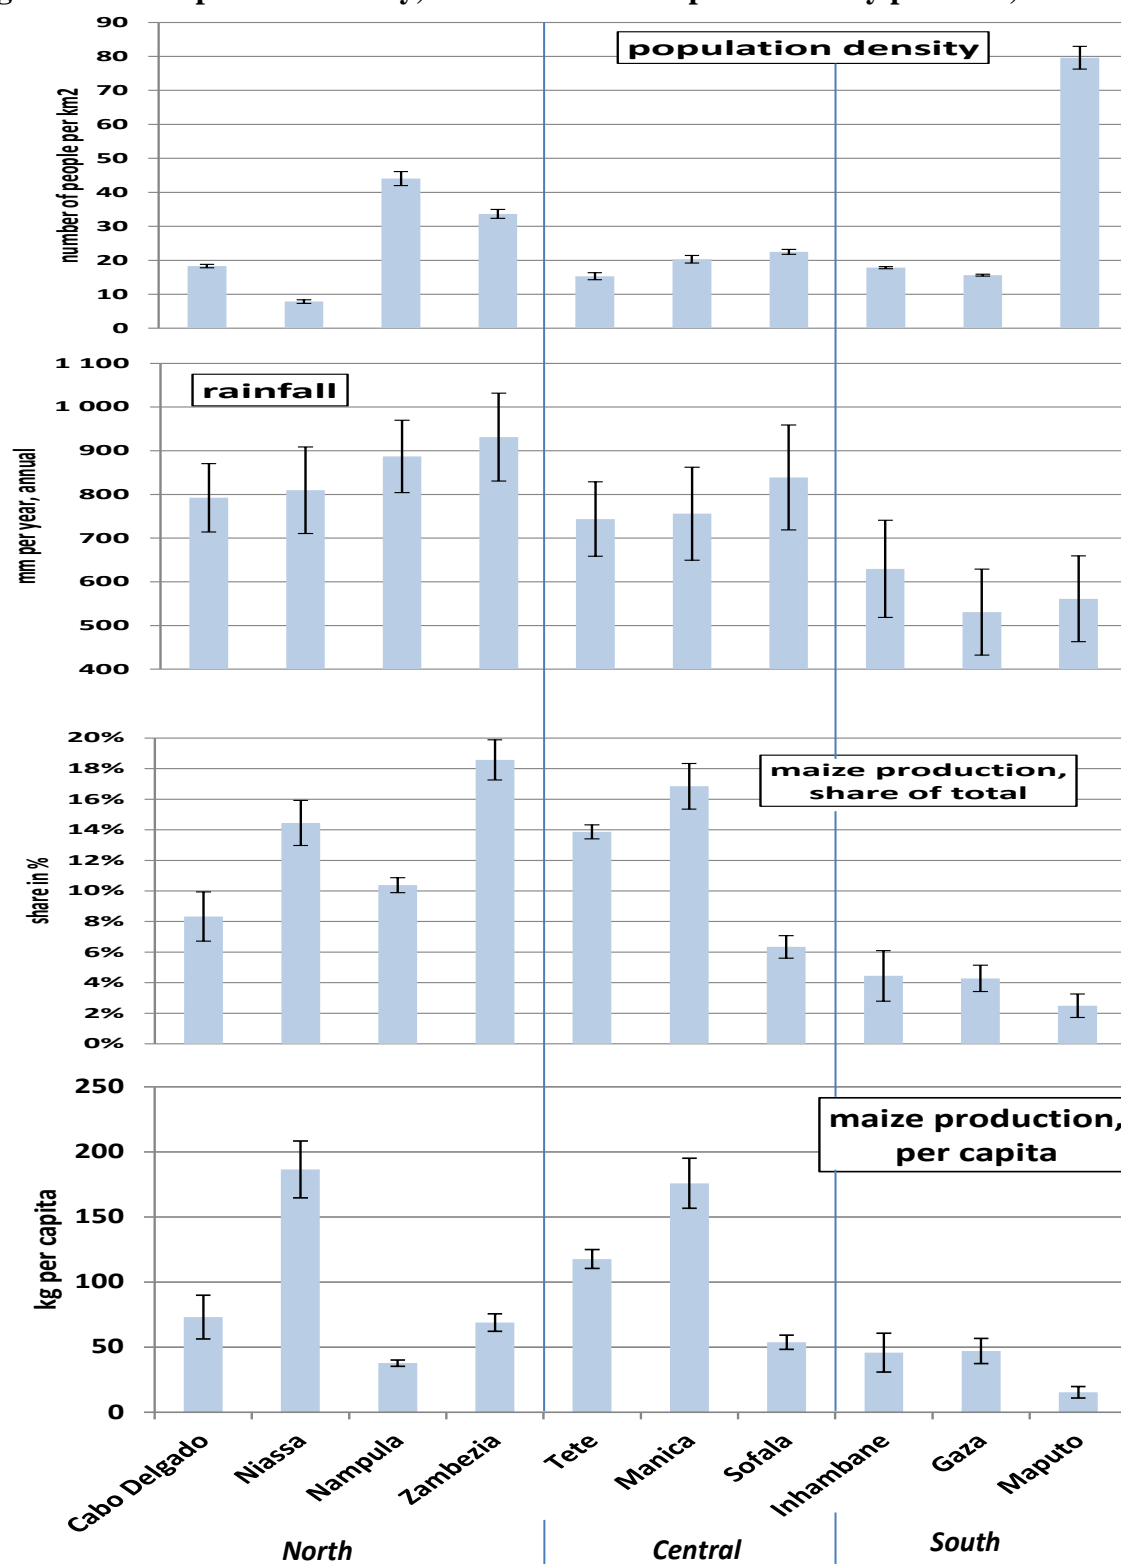 population density
number of people per km2
90
80
70
60
50
40
30
20
10
0
rainfall
mm per year, annual
1 100
1 000
900
800
700
600
500
400
maize production,
share of total
share in %
20%
18%
16%
14%
12%
10%
8%
6%
4%
2%
0%
maize production,
per capita
kg per capita
250
200
150
100
50
0
Cabo Delgado
Niassa
Nampula
Zambezia
Tete
Manica
Sofala
Inhambane
Gaza
Maputo
North
Central
South